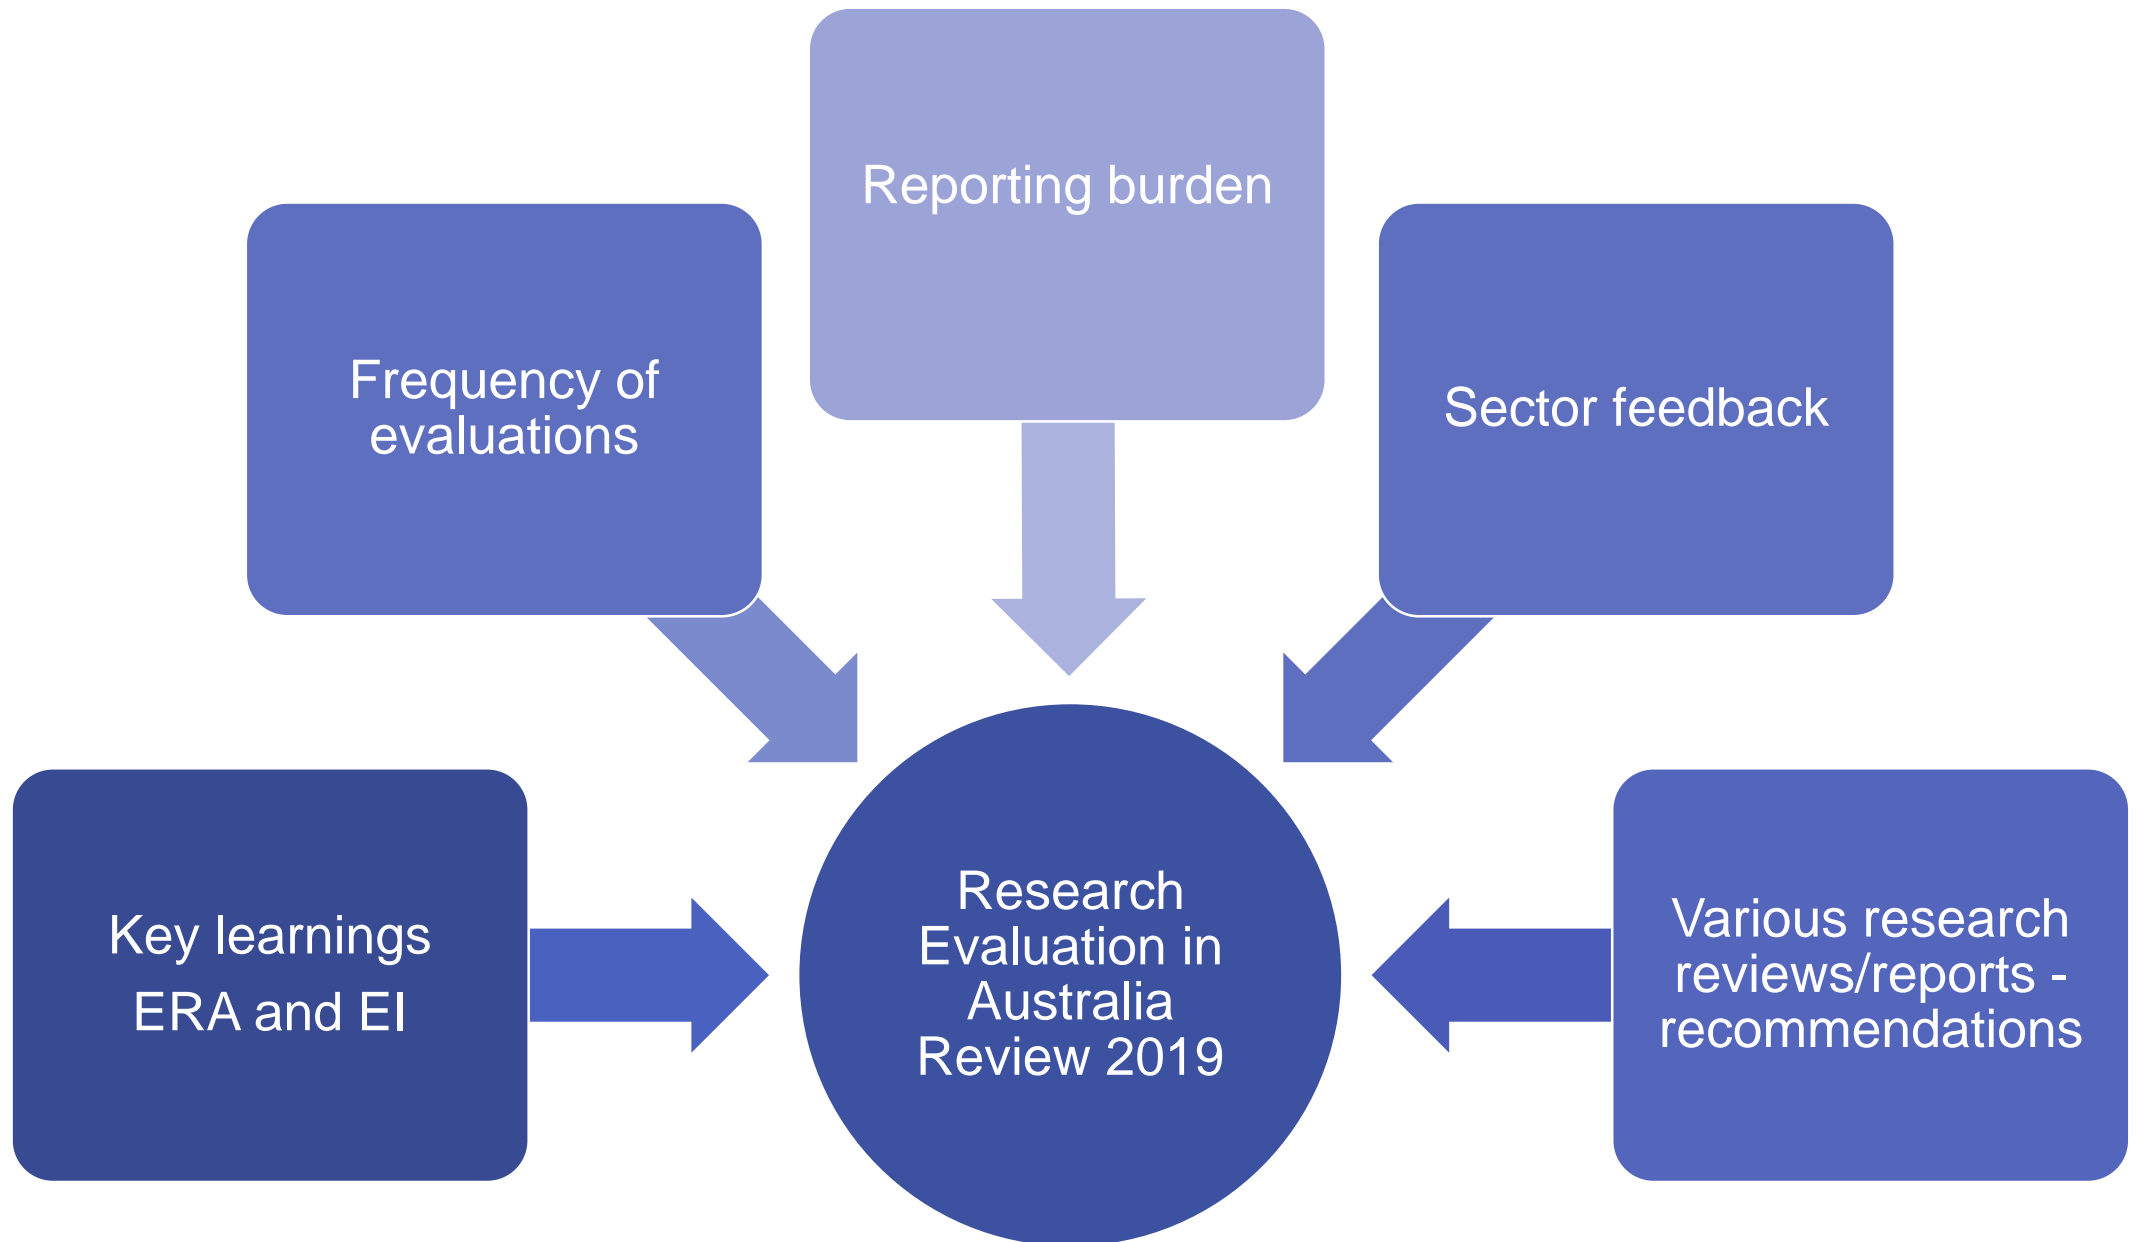 Reporting burden
Frequency of
evaluations
Sector feedback
Key learnings
ERA and EI
Research
Evaluation in
Australia
Review 2019
Various research
reviews/reports -
recommendations